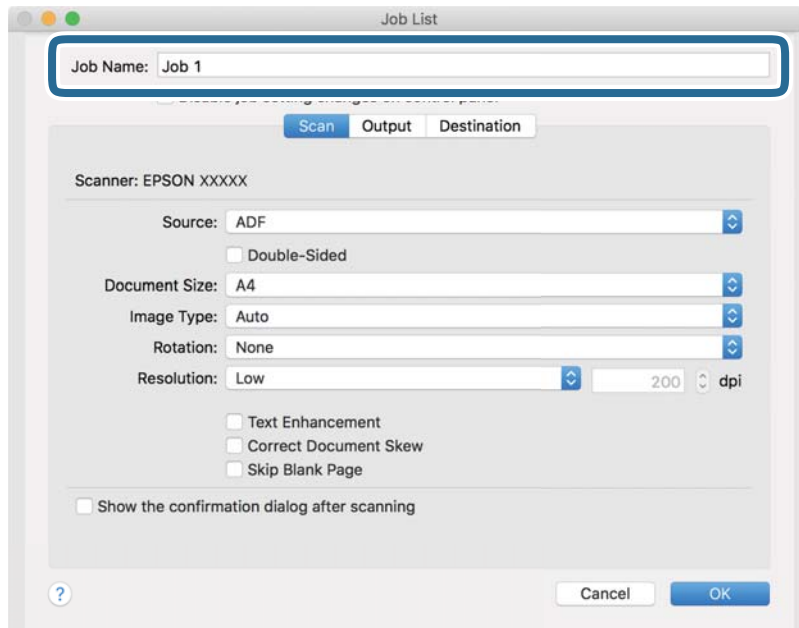 Job List
Job Name: Job 1
Scan Output Destination
Scanner: EPSON XXXXX
Source: ADF
Double-Sided
Document Size: A4
Image Type: Auto
Rotation: None
Resolution: Low 200 dpi
Text Enhancement
Correct Document Skew
Skip Blank Page
Show the confirmation dialog after scanning
? Cancel OK